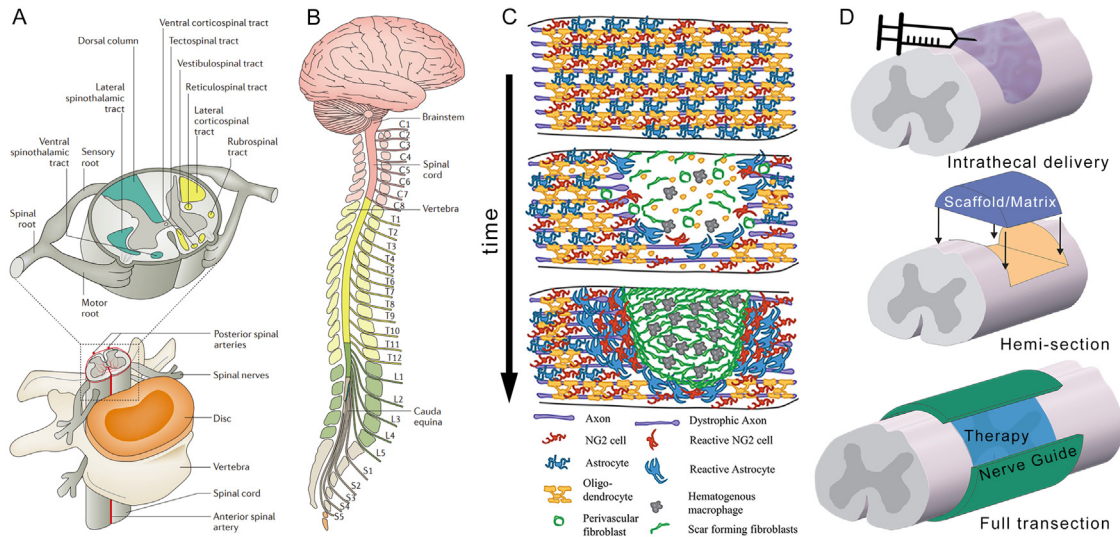 A
Ventral corticospinal tract
Dorsal column
Tectospinal tract
Vestibulospinal tract
Lateral
spinothalamic
tract
Reticulospinal tract
Lateral
corticospinal
tract
Ventral
spinothalamic
tract
Sensory
root
Rubrospinal
tract
Spinal
root
Motor
root
Posterior spinal
arteries
Spinal nerves
Disc
Vertebra
Spinal cord
Anterior spinal
artery
B
Brainstem
C1
C2
C3
C4
Spinal
cord
C5
C6
C7
C8
Vertebra
T1
T2
T3
T4
T5
T6
T7
T8
T9
T10
T11
T12
L1
L2
Cauda
equina
L3
L4
L5
S1
S2
S3
S4
S5
C
time
Axon
Dystrophic Axon
NG2 cell
Reactive NG2 cell
Astrocyte
Reactive Astrocyte
Oligo-
dendrocyte
Hematogenous
macrophage
Perivascular
fibroblast
Scar forming fibroblasts
D
Intrathecal delivery
Scaffold/Matrix
Hemi-section
Therapy
Nerve Guide
Full transection